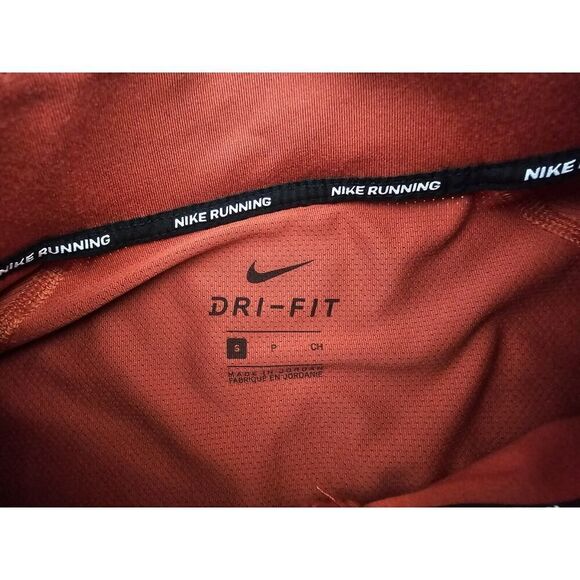 NIKE RUNNING
NIKE RUNNING
NIKE RUNNING
NIKE
DRI-FIT
S P CH
MADE IN JORDAN
FABRIQUÉ EN JORDANIE